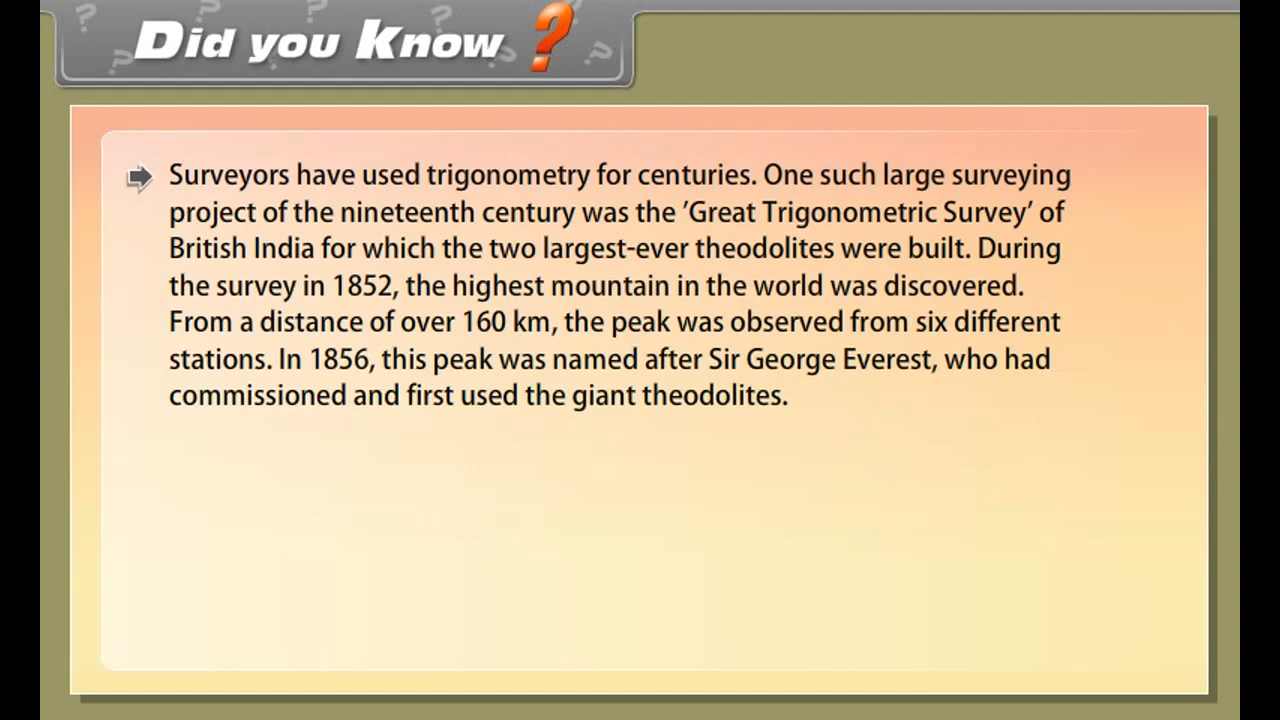 Did you Know ?
Surveyors have used trigonometry for centuries. One such large surveying
project of the nineteenth century was the ’Great Trigonometric Survey’ of
British India for which the two largest-ever theodolites were built. During
the survey in 1852, the highest mountain in the world was discovered.
From a distance of over 160 km, the peak was observed from six different
stations. In 1856, this peak was named after Sir George Everest, who had
commissioned and first used the giant theodolites.